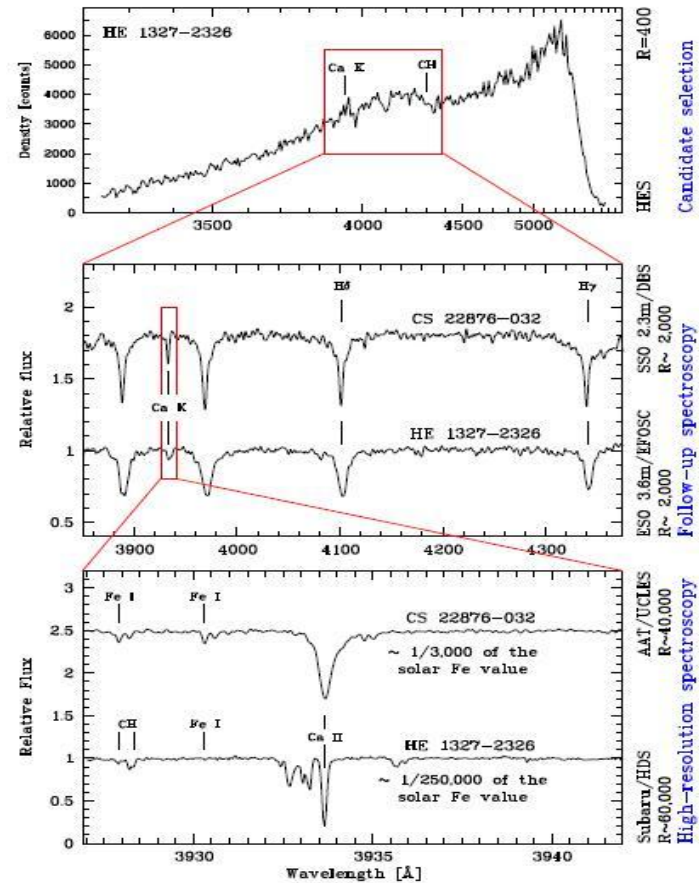 HE 1327-2326
Ca K
CH
Density [counts]
6000
5000
4000
3000
2000
1000
0
3500
4000
4500
5000
HES
R=400
Candidate selection
Hδ
Hγ
CS 22876-032
Ca K
HE 1327-2326
Relative flux
2
1.5
1
0.5
3900
4000
4100
4200
4300
SSO 2.3m/DBS
R~ 2,000
ESO 3.6m/EFOSC
R~ 2,000
Follow-up spectroscopy
Fe I
Fe I
CS 22876-032
~ 1/3,000 of the
solar Fe value
CH
Fe I
Ca II
HE 1327-2326
~ 1/250,000 of the
solar Fe value
Relative Flux
3
2.5
2
1.5
1
0.5
0
3930
3935
3940
Wavelength [Å]
AAT/UCLES
R~40,000
Subaru/HDS
R~60,000
High-resolution spectroscopy